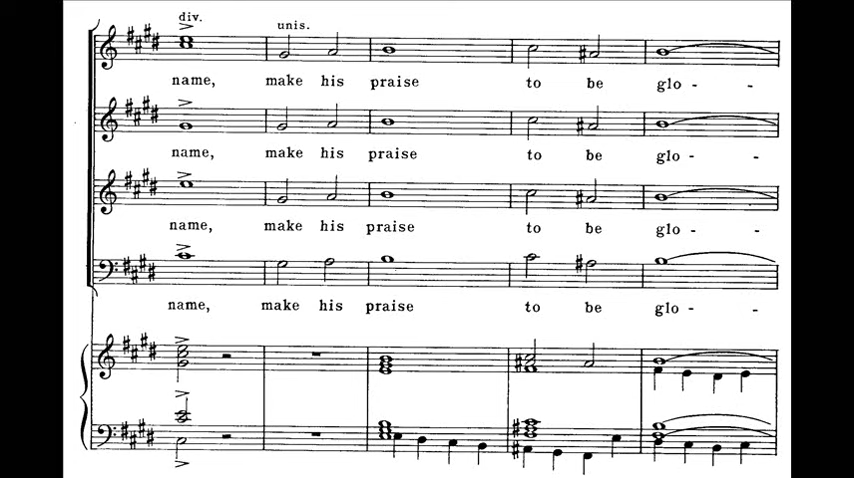 div.
unis.
name, make his praise to be glo - -
name, make his praise to be glo - -
name, make his praise to be glo - -
name, make his praise to be glo - -